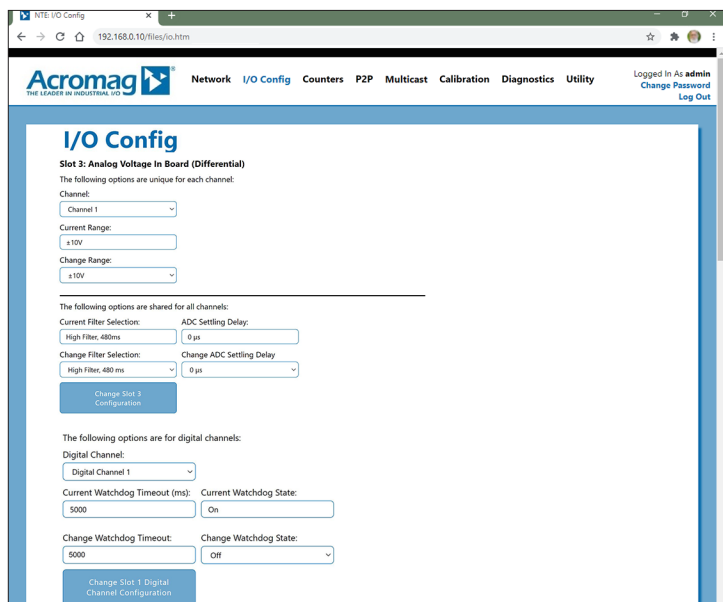 NTE: I/O Config
192.168.0.10/files/io.htm
Acromag
®
THE LEADER IN INDUSTRIAL I/O
Network I/O Config Counters P2P Multicast Calibration Diagnostics Utility
Logged In As admin
Change Password
Log Out
I/O Config
Slot 3: Analog Voltage In Board (Differential)
The following options are unique for each channel:
Channel:
Channel 1
Current Range:
±10V
Change Range:
±10V
The following options are shared for all channels:
Current Filter Selection: ADC Settling Delay:
High Filter, 480ms 0 μs
Change Filter Selection: Change ADC Settling Delay
High Filter, 480 ms 0 μs
Change Slot 3
Configuration
The following options are for digital channels:
Digital Channel:
Digital Channel 1
Current Watchdog Timeout (ms): Current Watchdog State:
5000 On
Change Watchdog Timeout: Change Watchdog State:
5000 Off
Change Slot 1 Digital
Channel Configuration